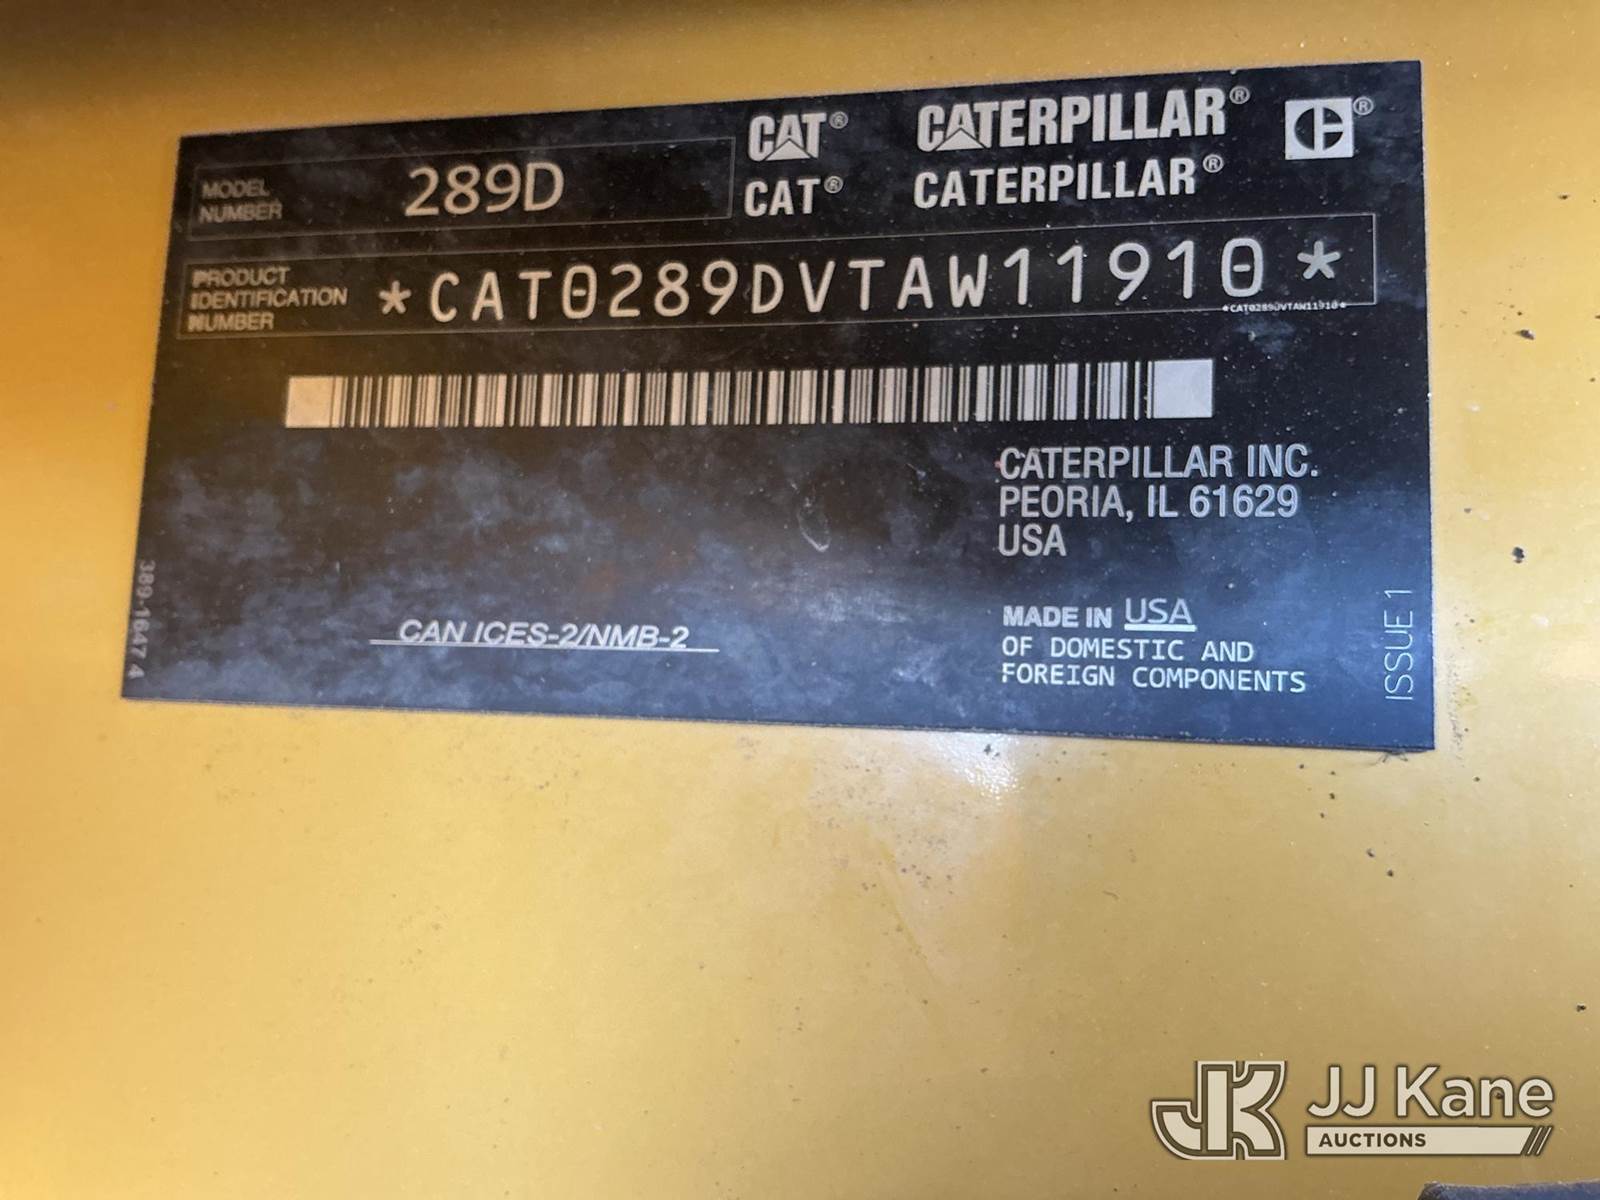 MODEL NUMBER 289D
CAT® CATERPILLAR®
CAT® CATERPILLAR®
PRODUCT IDENTIFICATION NUMBER *CAT0289DVTAW11910*
*CAT0289DVTAW11910*
CATERPILLAR INC.
PEORIA, IL 61629
USA
MADE IN USA
OF DOMESTIC AND
FOREIGN COMPONENTS
CAN ICES-2/NMB-2
389-1647 4
ISSUE 1
JJ Kane
AUCTIONS